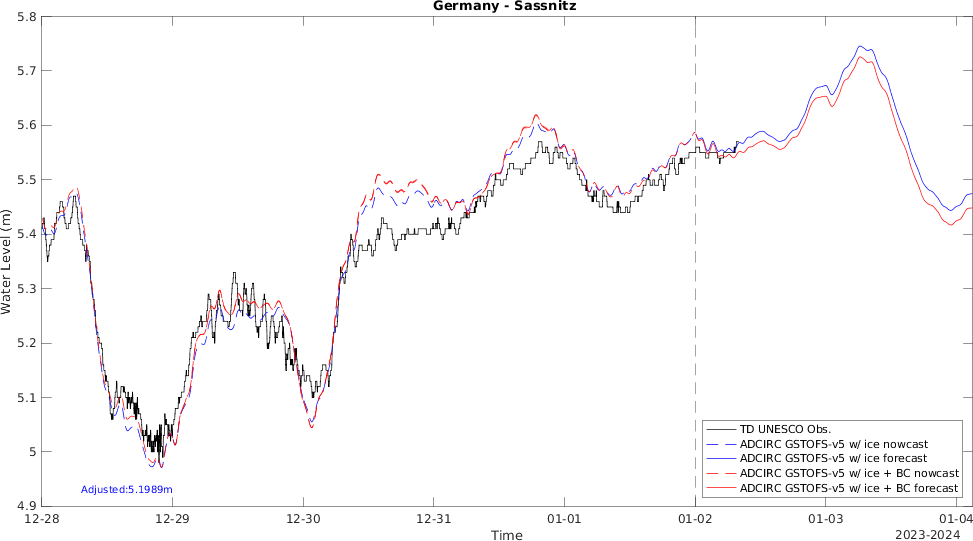 Germany - Sassnitz
5.8
5.7
5.6
5.5
5.4
5.3
5.2
5.1
5
4.9
Water Level (m)
Adjusted:5.1989m
TD UNESCO Obs.
ADCIRC GSTOFS-v5 w/ ice nowcast
ADCIRC GSTOFS-v5 w/ ice forecast
ADCIRC GSTOFS-v5 w/ ice + BC nowcast
ADCIRC GSTOFS-v5 w/ ice + BC forecast
12-28 12-29 12-30 12-31 01-01 01-02 01-03 01-04
Time
2023-2024